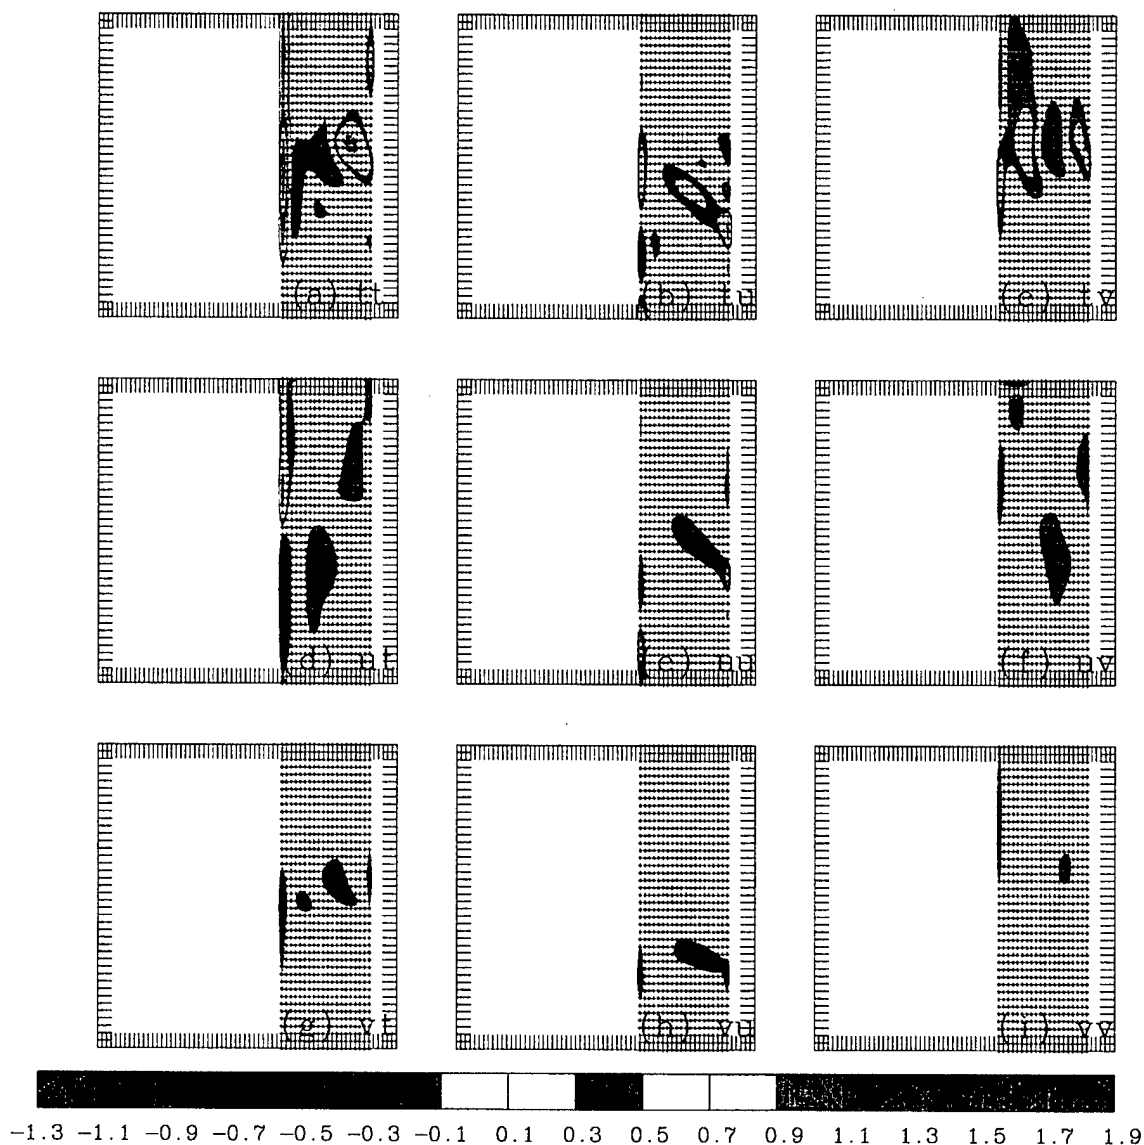 (a) tt
(b) tu
(c) tv
(d) ut
(e) uu
(f) uv
(g) vt
(h) vu
(i) vv
−1.3 −1.1 −0.9 −0.7 −0.5 −0.3 −0.1 0.1 0.3 0.5 0.7 0.9 1.1 1.3 1.5 1.7 1.9